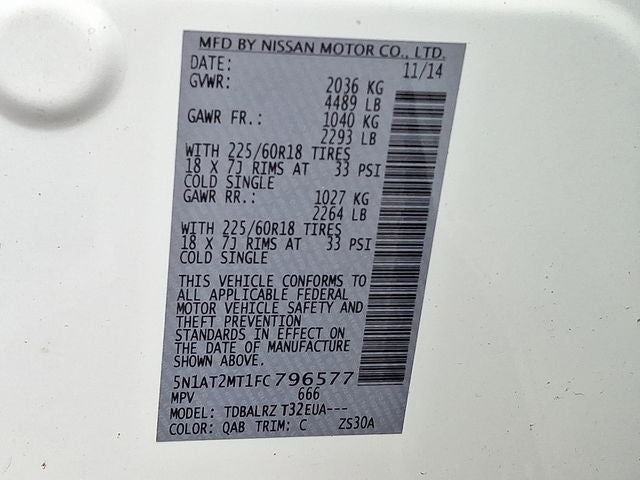 MFD BY NISSAN MOTOR CO., LTD.
DATE: 11/14
GVWR: 2036 KG
4489 LB
GAWR FR.: 1040 KG
2293 LB
WITH 225/60R18 TIRES
18 X 7J RIMS AT 33 PSI
COLD SINGLE
GAWR RR.: 1027 KG
2264 LB
WITH 225/60R18 TIRES
18 X 7J RIMS AT 33 PSI
COLD SINGLE
THIS VEHICLE CONFORMS TO
ALL APPLICABLE FEDERAL
MOTOR VEHICLE SAFETY AND
THEFT PREVENTION
STANDARDS IN EFFECT ON
THE DATE OF MANUFACTURE
SHOWN ABOVE.
5N1AT2MT1FC796577
MPV 666
MODEL: TDBALRZ T32EUA---
COLOR: QAB TRIM: C ZS30A